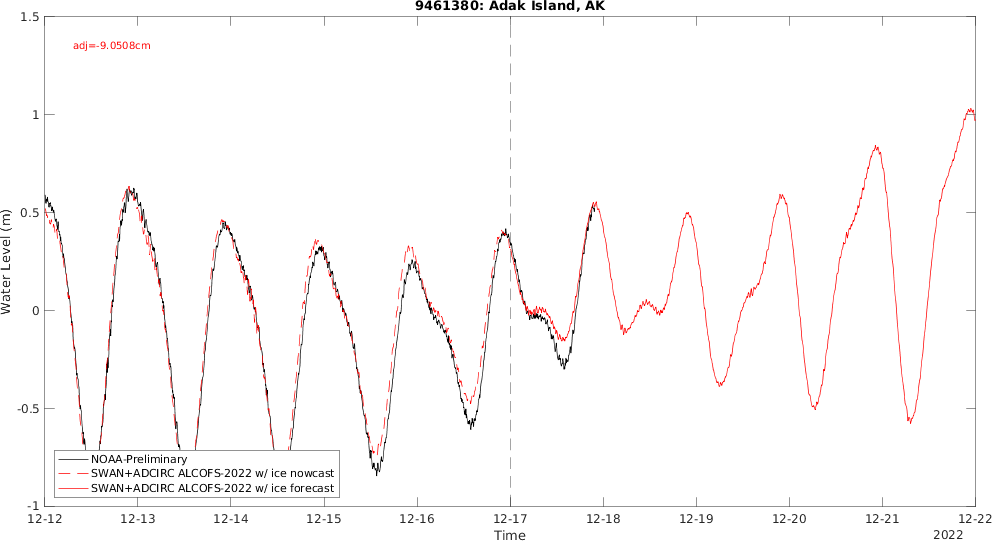 9461380: Adak Island, AK
adj=-9.0508cm
1.5
1
0.5
0
-0.5
-1
Water Level (m)
NOAA-Preliminary
SWAN+ADCIRC ALCOFS-2022 w/ ice nowcast
SWAN+ADCIRC ALCOFS-2022 w/ ice forecast
12-12 12-13 12-14 12-15 12-16 12-17 12-18 12-19 12-20 12-21 12-22
Time
2022